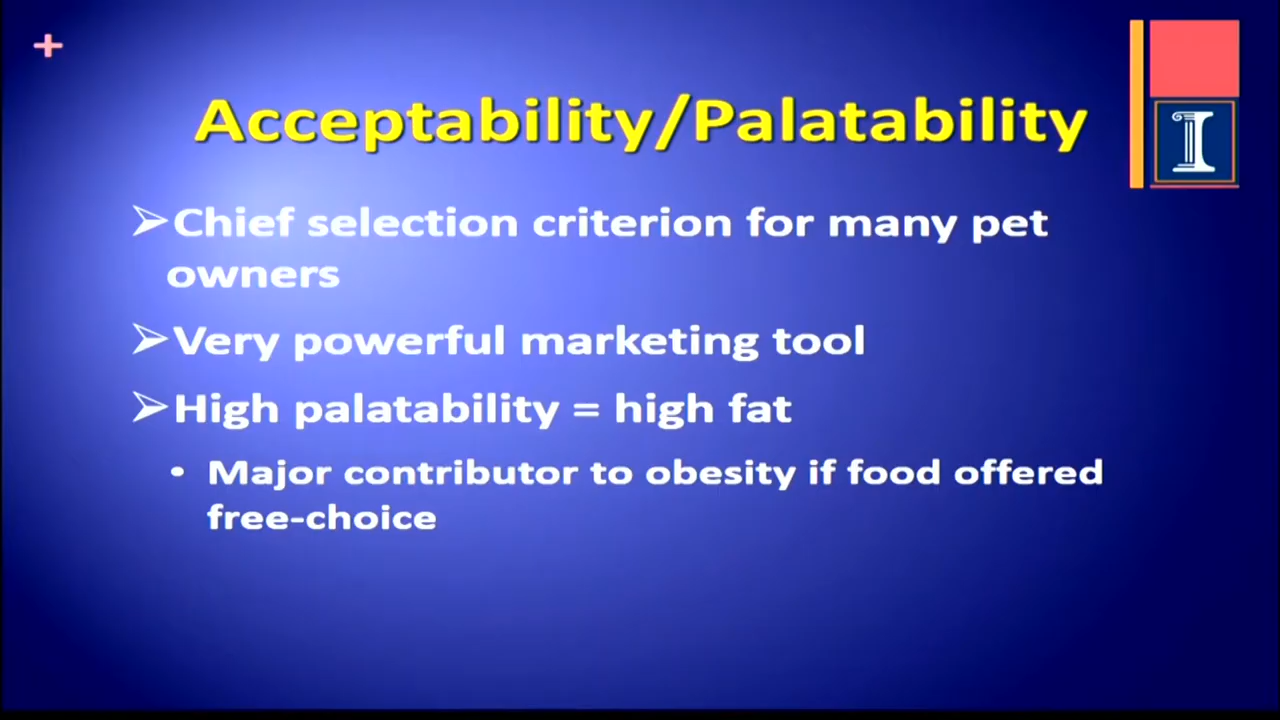 +
Acceptability/Palatability
➢Chief selection criterion for many pet
owners
➢Very powerful marketing tool
➢High palatability = high fat
• Major contributor to obesity if food offered
free-choice
I